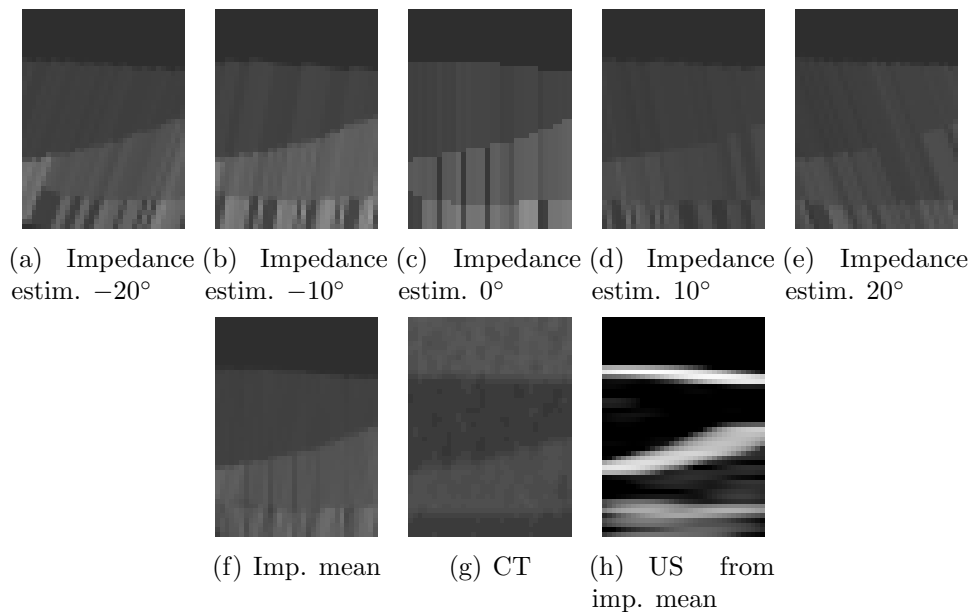 (a) Impedance estim. −20°
(b) Impedance estim. −10°
(c) Impedance estim. 0°
(d) Impedance estim. 10°
(e) Impedance estim. 20°
(f) Imp. mean
(g) CT
(h) US from imp. mean